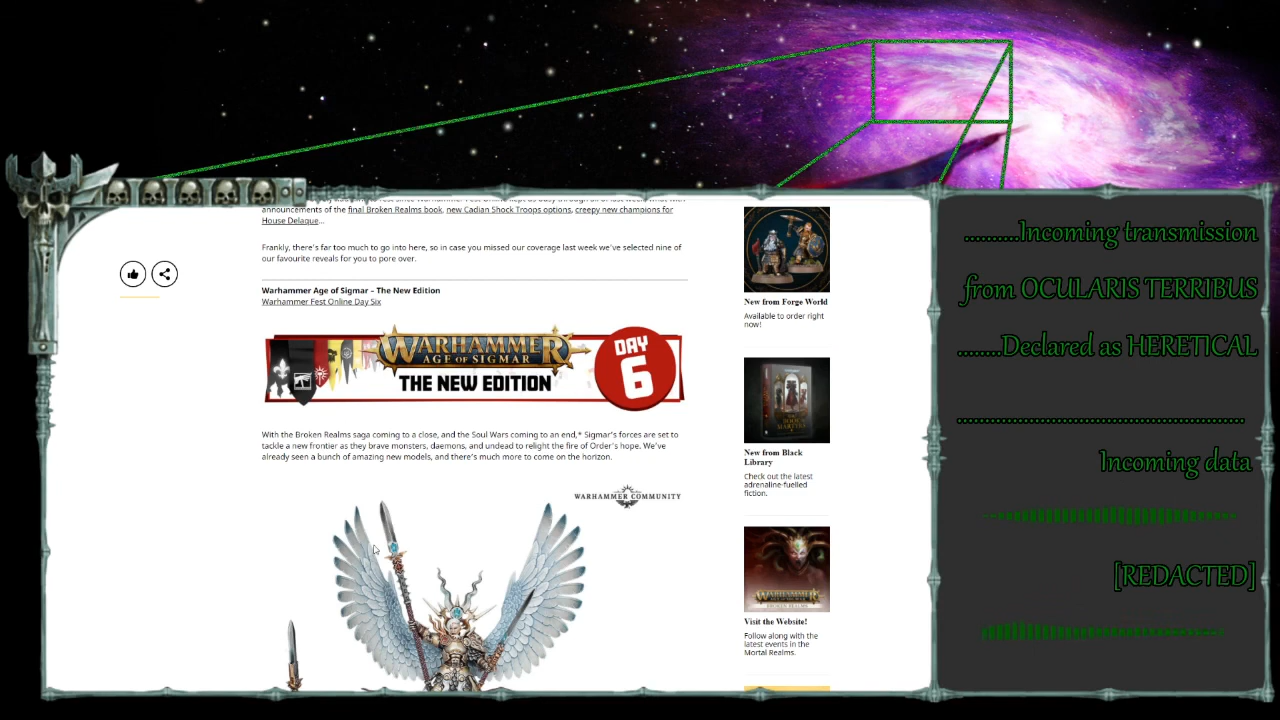 announcements of the final Broken Realms book, new Cadian Shock Troops options, creepy new champions for
House Delaque...
Frankly, there's far too much to go into here, so in case you missed our coverage last week we've selected nine of
our favourite reveals for you to pore over.
Warhammer Age of Sigmar – The New Edition
Warhammer Fest Online Day Six
WARHAMMER
AGE OF SIGMAR
THE NEW EDITION
DAY
6
With the Broken Realms saga coming to a close, and the Soul Wars coming to an end,* Sigmar's forces are set to
tackle a new frontier as they brave monsters, daemons, and undead to relight the fire of Order's hope. We've
already seen a bunch of amazing new models, and there's much more to come on the horizon.
WARHAMMER COMMUNITY
New from Forge World
Available to order right
now!
New from Black
Library
Check out the latest
adrenaline-fuelled
fiction.
WARHAMMER
Visit the Website!
Follow along with the
latest events in the
Mortal Realms.
..........Incoming transmission
from OCULARIS TERRIBUS
........Declared as HERETICAL
.....................................................
Incoming data
[REDACTED]